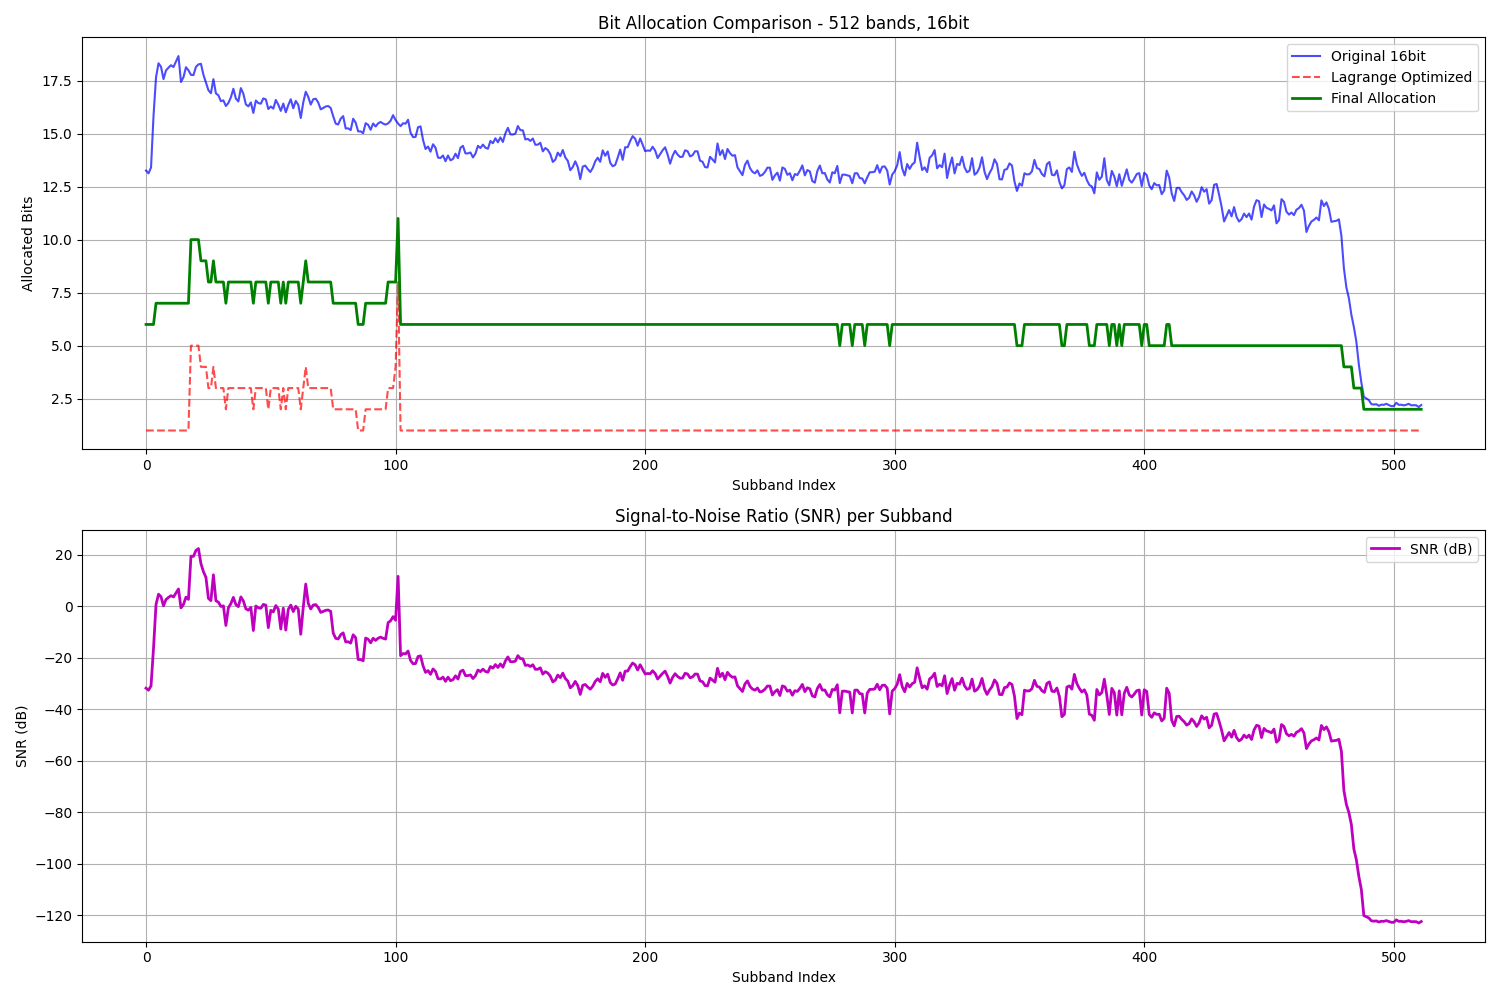 Bit Allocation Comparison - 512 bands, 16bit
Original 16bit
Lagrange Optimized
Final Allocation
Allocated Bits
17.5
15.0
12.5
10.0
7.5
5.0
2.5
0 100 200 300 400 500
Subband Index
Signal-to-Noise Ratio (SNR) per Subband
SNR (dB)
SNR (dB)
20
0
−20
−40
−60
−80
−100
−120
0 100 200 300 400 500
Subband Index